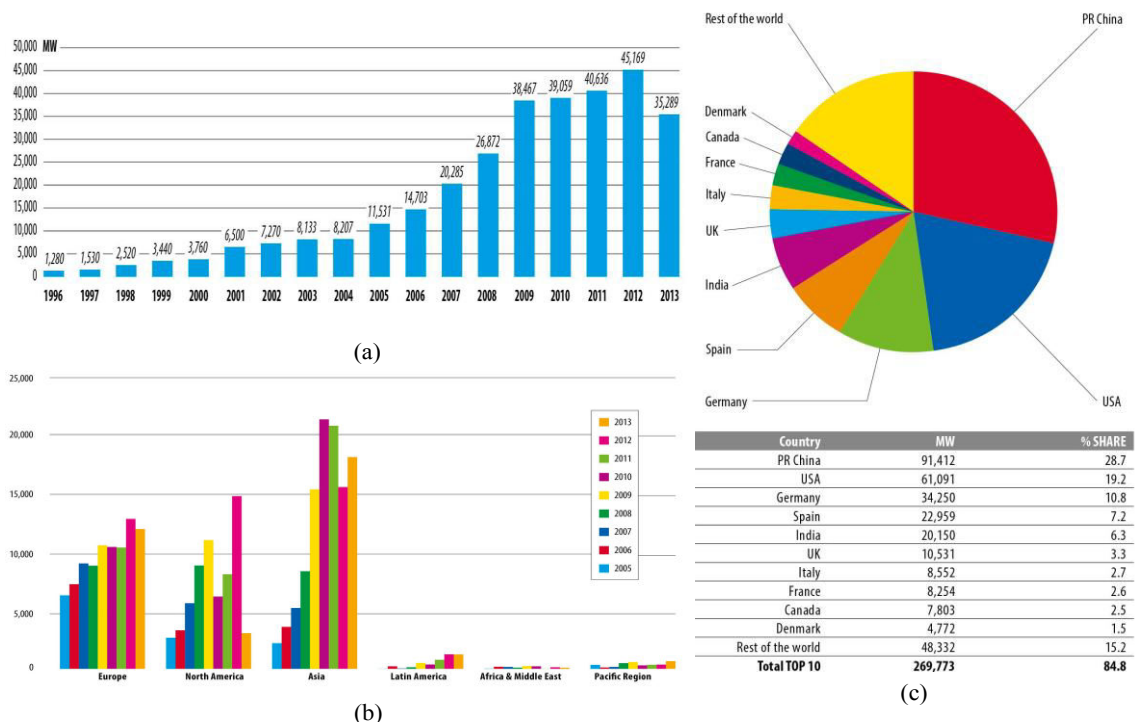 50,000 MW
45,000
40,000
35,000
30,000
25,000
20,000
15,000
10,000
5,000
0
1,280 1,530 2,520 3,440 3,760 6,500 7,270 8,133 8,207 11,531 14,703 20,285 26,872 38,467 39,059 40,636 45,169 35,289
1996 1997 1998 1999 2000 2001 2002 2003 2004 2005 2006 2007 2008 2009 2010 2011 2012 2013
(a)
25,000
20,000
15,000
10,000
5,000
0
2013
2012
2011
2010
2009
2008
2007
2006
2005
Europe North America Asia Latin America Africa & Middle East Pacific Region
(b)
Rest of the world PR China
Denmark
Canada
France
Italy
UK
India
Spain
Germany USA
Country MW % SHARE
PR China 91,412 28.7
USA 61,091 19.2
Germany 34,250 10.8
Spain 22,959 7.2
India 20,150 6.3
UK 10,531 3.3
Italy 8,552 2.7
France 8,254 2.6
Canada 7,803 2.5
Denmark 4,772 1.5
Rest of the world 48,332 15.2
Total TOP 10 269,773 84.8
(c)